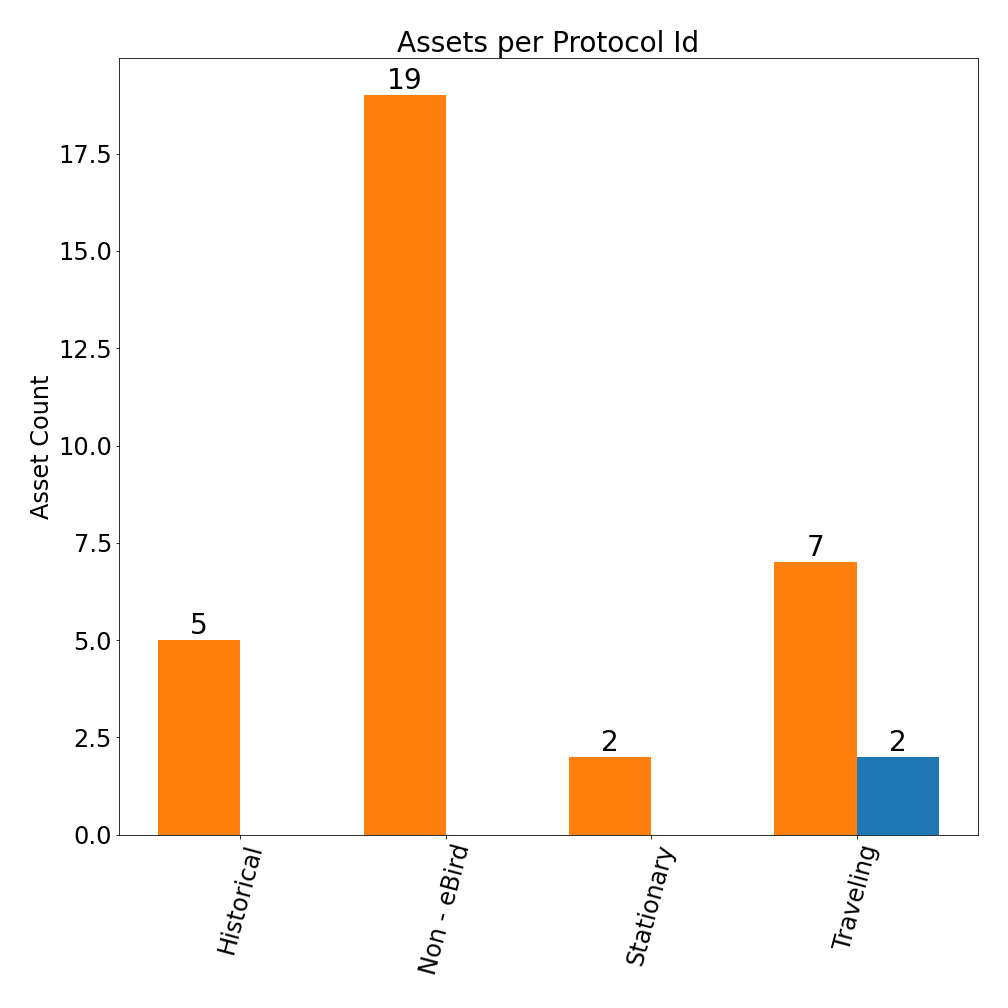 Assets per Protocol Id
19
17.5
15.0
12.5
10.0
Asset Count
7.5
7
5
5.0
2.5
2
2
0.0
Historical
Non - eBird
Stationary
Traveling